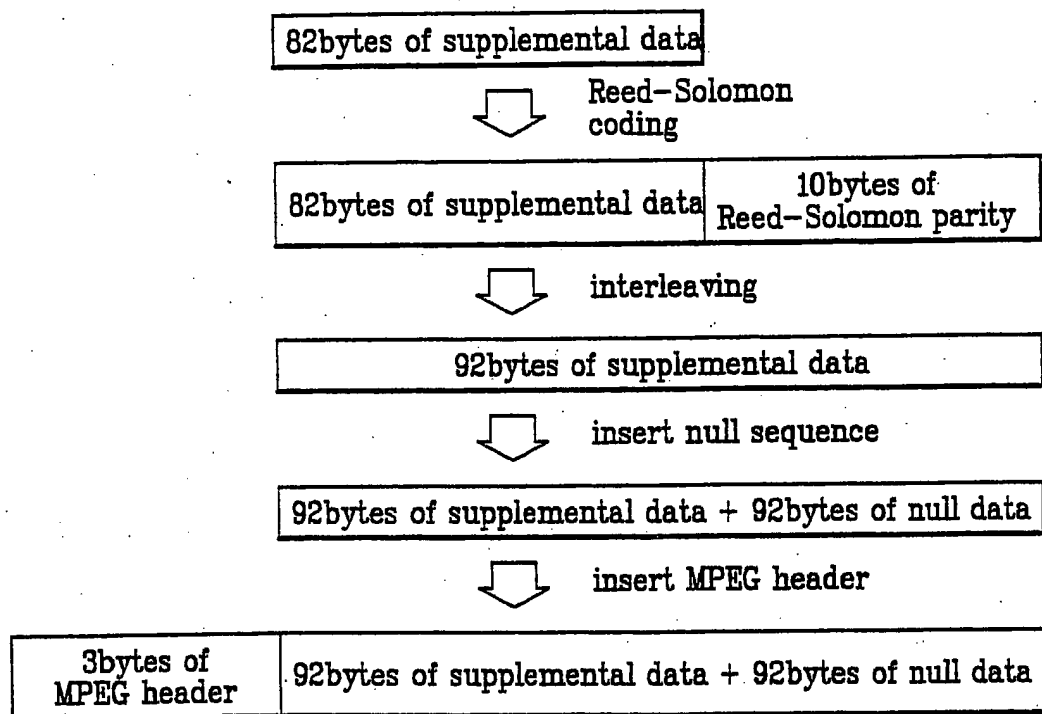 82bytes of supplemental data
Reed-Solomon
coding
82bytes of supplemental data
10bytes of
Reed-Solomon parity
interleaving
92bytes of supplemental data
insert null sequence
92bytes of supplemental data + 92bytes of null data
insert MPEG header
3bytes of
MPEG header
92bytes of supplemental data + 92bytes of null data